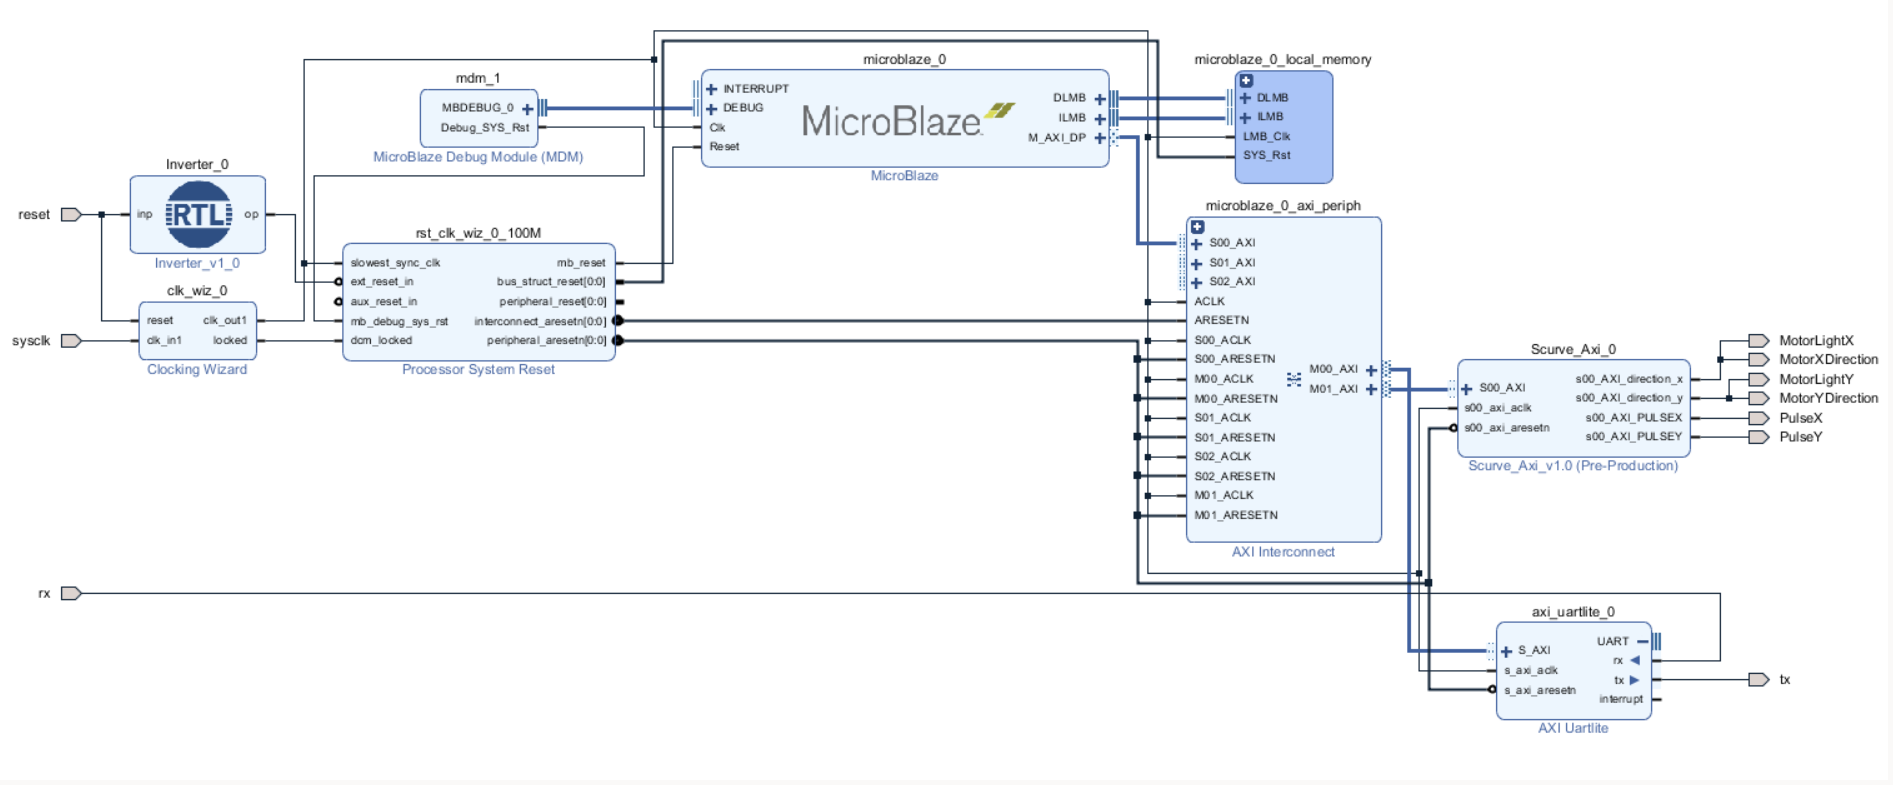 microblaze_0
INTERRUPT
DEBUG
Clk
Reset
MicroBlaze
DLMB
ILMB
M_AXI_DP
MicroBlaze
microblaze_0_local_memory
DLMB
ILMB
LMB_Clk
SYS_Rst
mdm_1
MBDEBUG_0
Debug_SYS_Rst
MicroBlaze Debug Module (MDM)
Inverter_0
reset
inp
RTL
op
Inverter_v1_0
clk_wiz_0
sysclk
reset
clk_in1
clk_out1
locked
Clocking Wizard
rst_clk_wiz_0_100M
slowest_sync_clk
ext_reset_in
aux_reset_in
mb_debug_sys_rst
dcm_locked
mb_reset
bus_struct_reset[0:0]
peripheral_reset[0:0]
interconnect_aresetn[0:0]
peripheral_aresetn[0:0]
Processor System Reset
microblaze_0_axi_periph
S00_AXI
S01_AXI
S02_AXI
ACLK
ARESETN
S00_ACLK
S00_ARESETN
M00_ACLK
M00_ARESETN
S01_ACLK
S01_ARESETN
S02_ACLK
S02_ARESETN
M01_ACLK
M01_ARESETN
M00_AXI
M01_AXI
AXI Interconnect
Scurve_Axi_0
S00_AXI
s00_axi_aclk
s00_axi_aresetn
s00_AXI_direction_x
s00_AXI_direction_y
s00_AXI_PULSEX
s00_AXI_PULSEY
Scurve_Axi_v1.0 (Pre-Production)
MotorLightX
MotorXDirection
MotorLightY
MotorYDirection
PulseX
PulseY
rx
axi_uartlite_0
S_AXI
s_axi_aclk
s_axi_aresetn
UART
rx
tx
interrupt
AXI Uartlite
tx